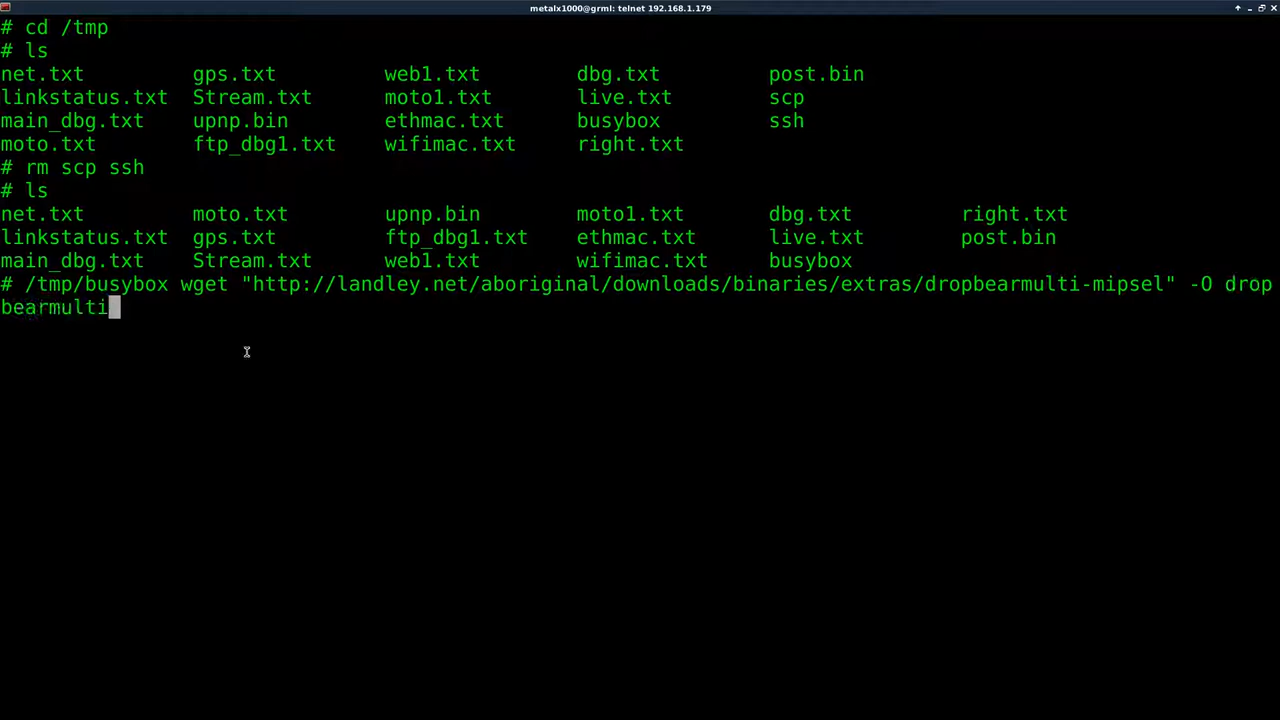 metalx1000@grml: telnet 192.168.1.179
# cd /tmp
# ls
net.txt gps.txt web1.txt dbg.txt post.bin
linkstatus.txt Stream.txt moto1.txt live.txt scp
main_dbg.txt upnp.bin ethmac.txt busybox ssh
moto.txt ftp_dbg1.txt wifimac.txt right.txt
# rm scp ssh
# ls
net.txt moto.txt upnp.bin moto1.txt dbg.txt right.txt
linkstatus.txt gps.txt ftp_dbg1.txt ethmac.txt live.txt post.bin
main_dbg.txt Stream.txt web1.txt wifimac.txt busybox
# /tmp/busybox wget "http://landley.net/aboriginal/downloads/binaries/extras/dropbearmulti-mipsel" -O drop
bearmulti